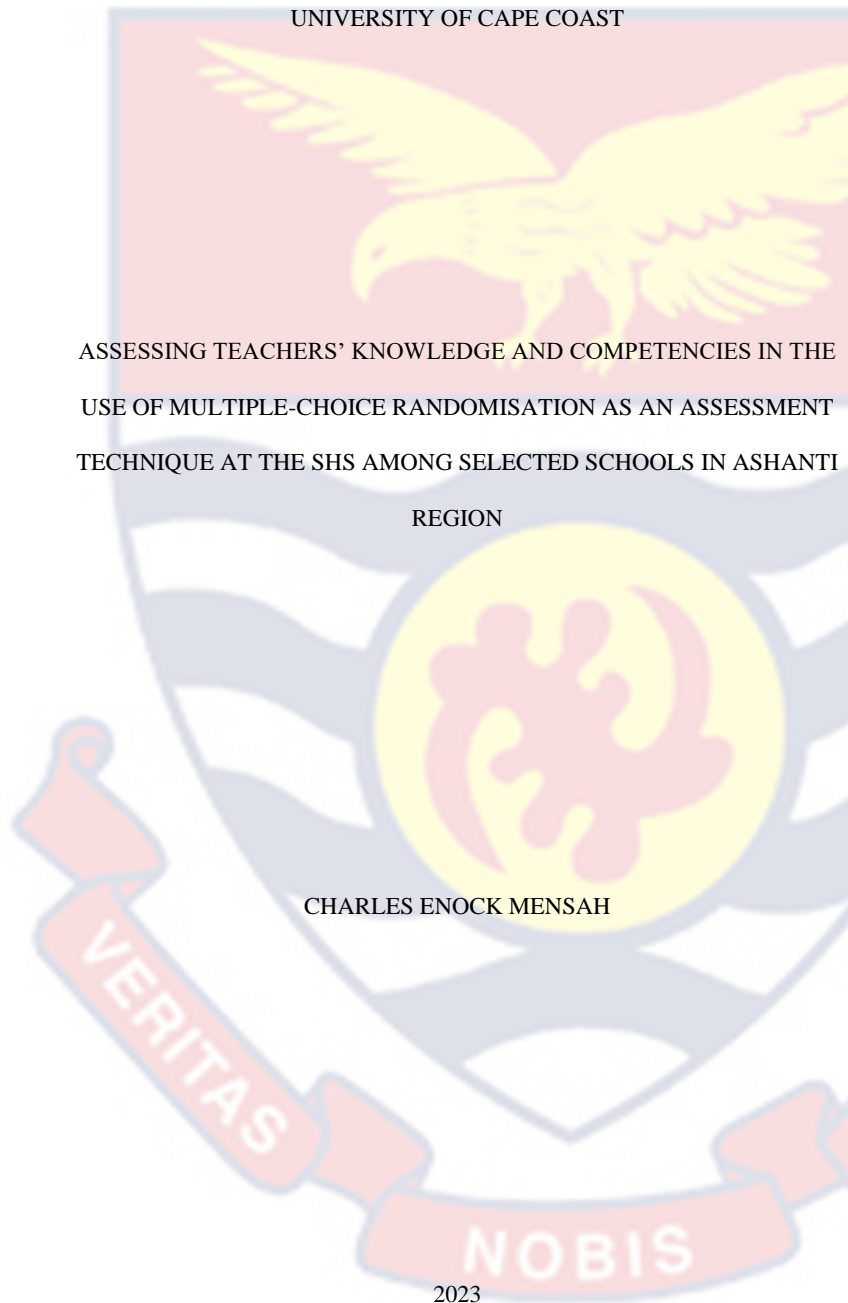 UNIVERSITY OF CAPE COAST
ASSESSING TEACHERS’ KNOWLEDGE AND COMPETENCIES IN THE
USE OF MULTIPLE-CHOICE RANDOMISATION AS AN ASSESSMENT
TECHNIQUE AT THE SHS AMONG SELECTED SCHOOLS IN ASHANTI
REGION
CHARLES ENOCK MENSAH
VERITAS
NOBIS
2023